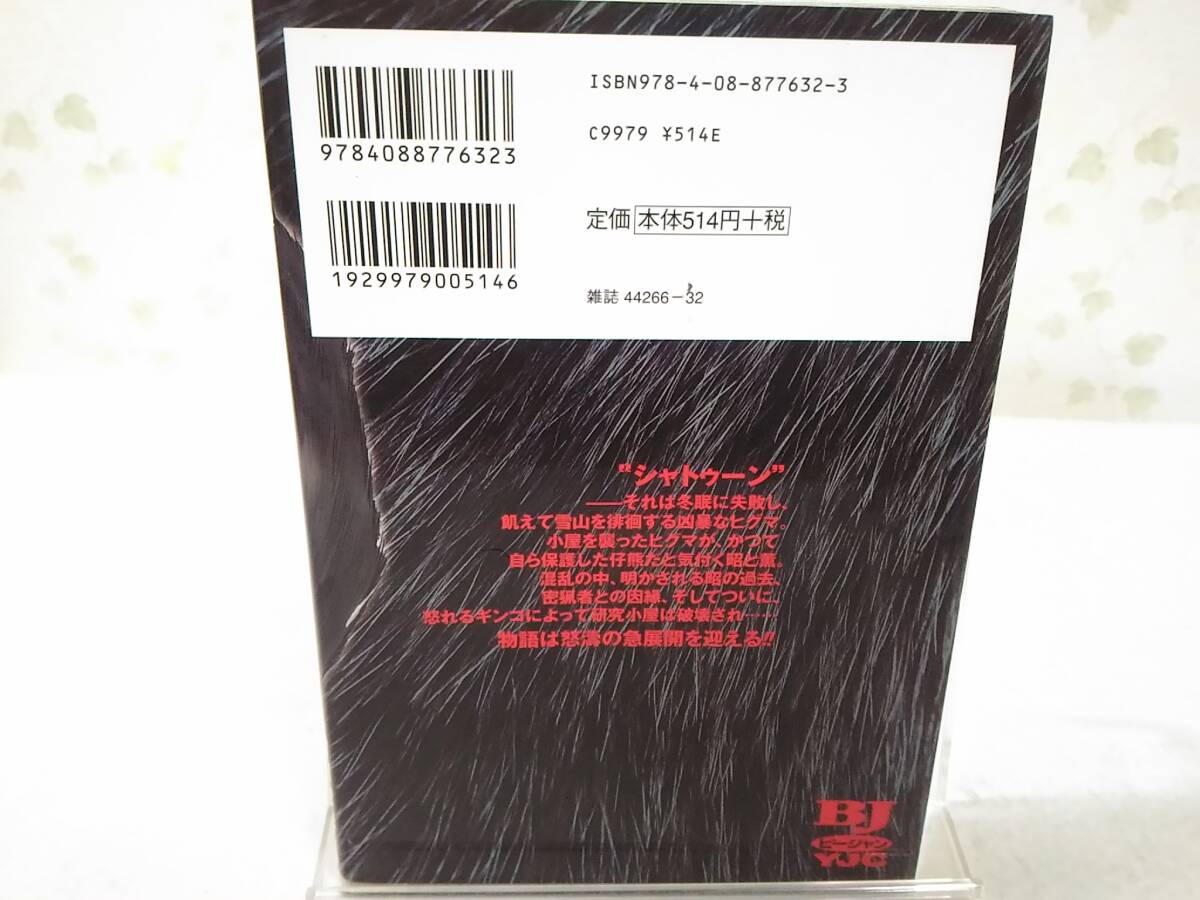 ISBN978-4-08-877632-3
9784088776323
C9979 ¥514E
1929979005146
定価 本体514円+税
雑誌 44266-32
"シャトゥーン"
――それは冬眠に失敗し、
飢えて雪山を徘徊する凶暴なヒグマ。
小屋を襲ったヒグマが、かつて
自ら保護した仔熊だと気付く昭と薫。
混乱の中、明かされる昭の過去、
密猟者との因縁、そしてついに、
怒れるギンコによって研究小屋は破壊され……
物語は怒濤の急展開を迎える!!
BJ
ビージャン
YJC